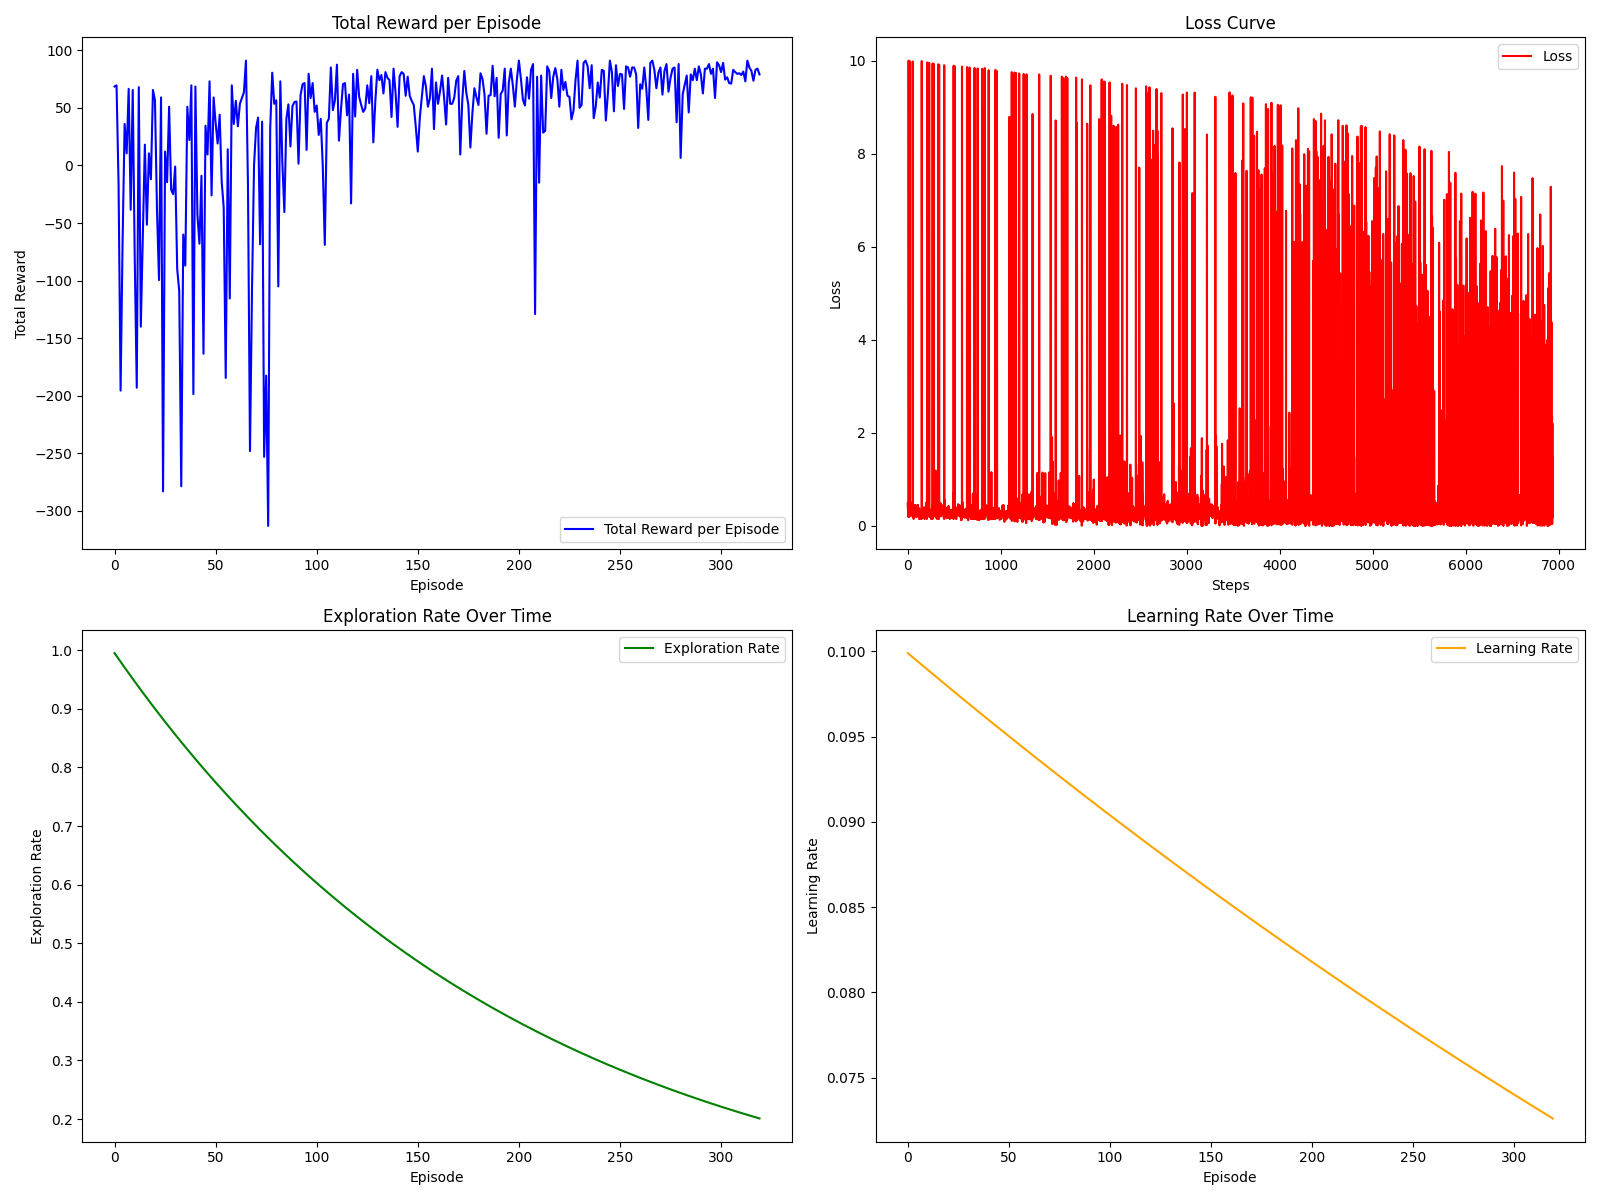 Total Reward per Episode
100
50
0
−50
−100
−150
−200
−250
−300
Total Reward
Total Reward per Episode
0 50 100 150 200 250 300
Episode
Loss Curve
Loss
10
8
6
4
2
0
Loss
0 1000 2000 3000 4000 5000 6000 7000
Steps
Exploration Rate Over Time
Exploration Rate
1.0
0.9
0.8
0.7
0.6
0.5
0.4
0.3
0.2
Exploration Rate
0 50 100 150 200 250 300
Episode
Learning Rate Over Time
Learning Rate
0.100
0.095
0.090
0.085
0.080
0.075
Learning Rate
0 50 100 150 200 250 300
Episode